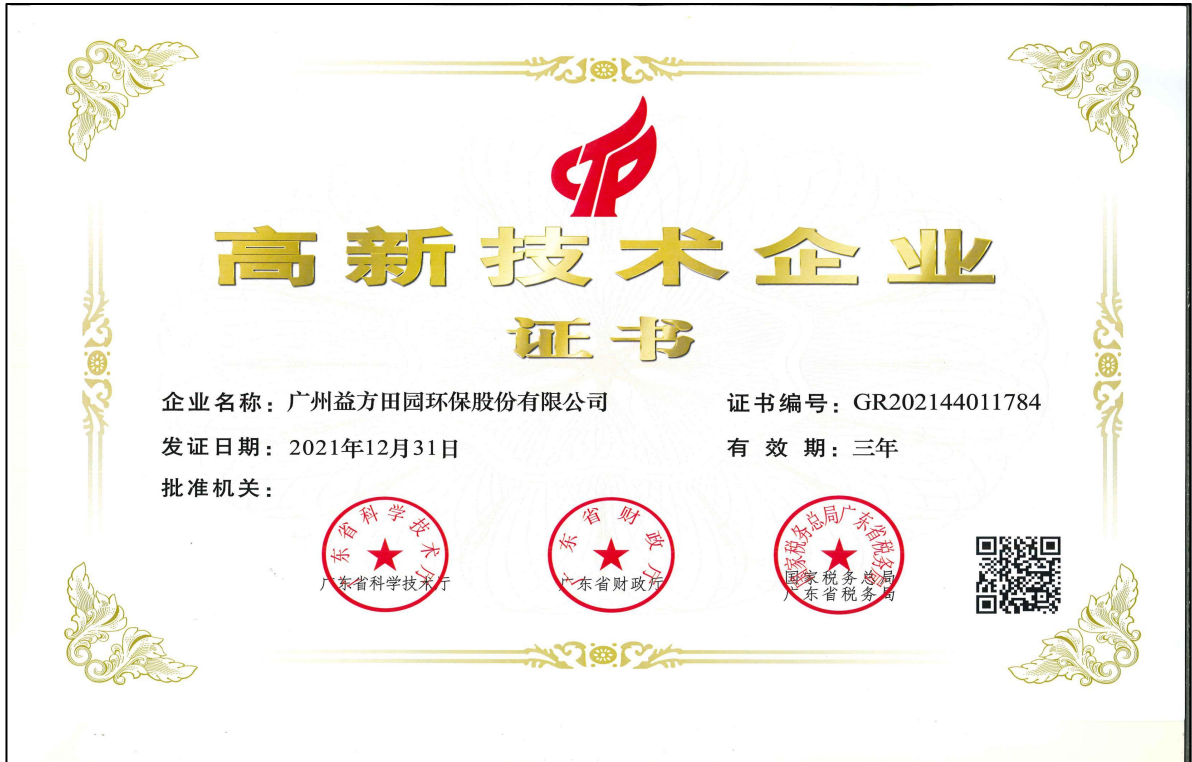 高新技术企业
证书
企业名称：广州益方田园环保股份有限公司
证书编号：GR202144011784
发证日期：2021年12月31日
有效期：三年
批准机关：
东省科学技术厅
广东省科学技术厅
东省财政厅
广东省财政厅
国家税务总局广东省税务局
国家税务总局
广东省税务局